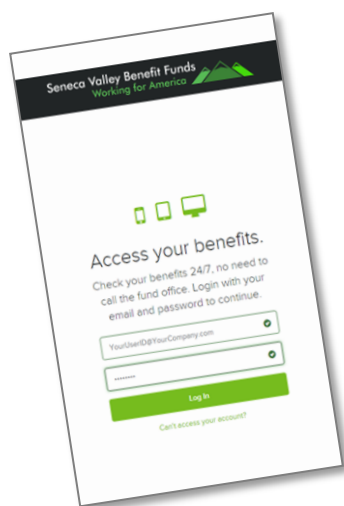 Seneca Valley Benefit Funds
Working for America
Access your benefits.
Check your benefits 24/7, no need to
call the fund office. Login with your
email and password to continue.
YourUserID@YourCompany.com
••••••••
Log In
Can't access your account?